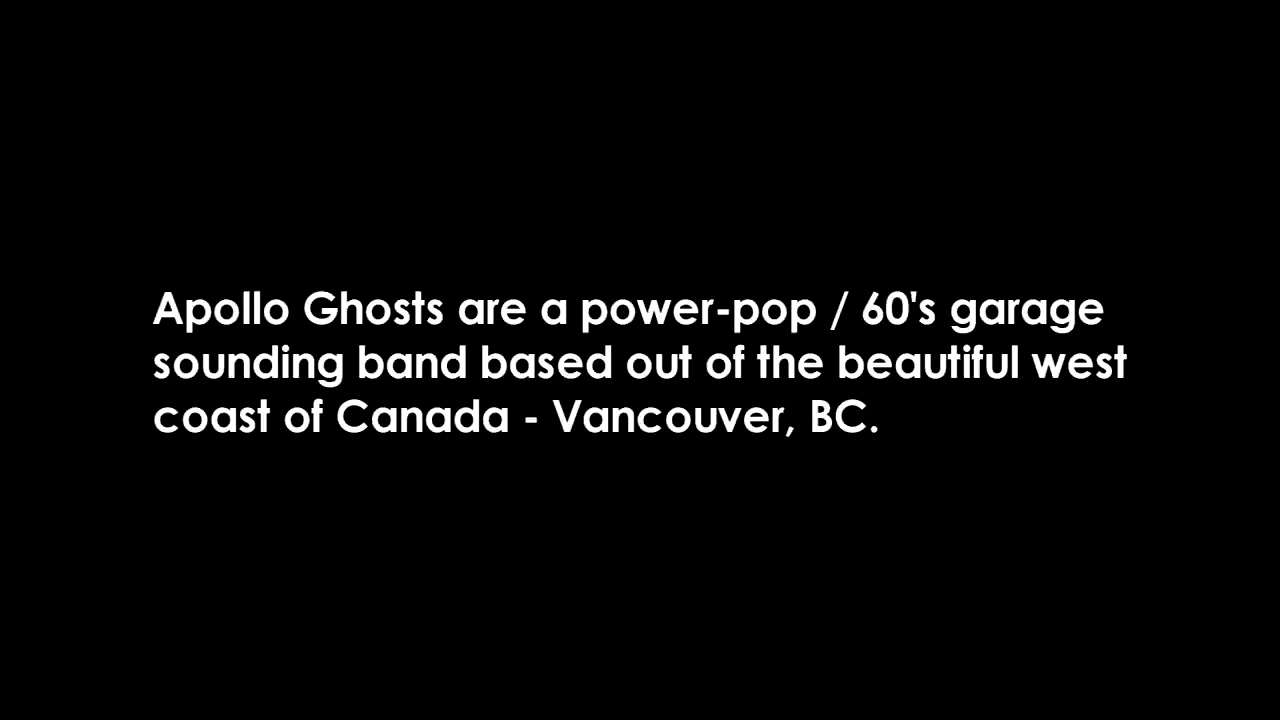 Apollo Ghosts are a power-pop / 60's garage
sounding band based out of the beautiful west
coast of Canada - Vancouver, BC.